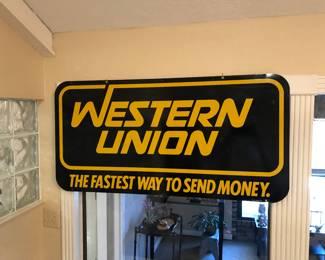 WESTERN
UNION
THE FASTEST WAY TO SEND MONEY.